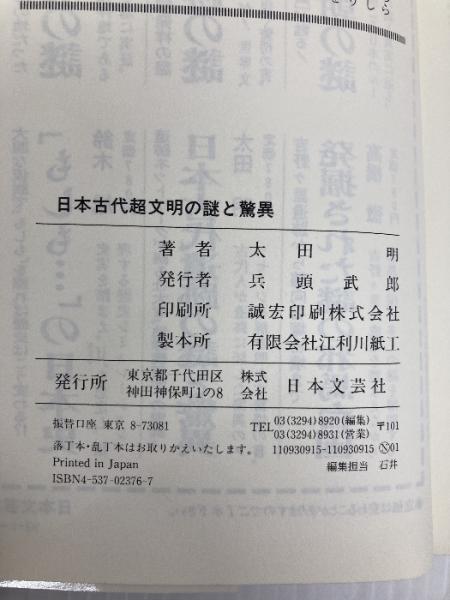 日本古代超文明の謎と驚異
著者 太田 明
発行者 兵頭武郎
印刷所 誠宏印刷株式会社
製本所 有限会社江利川紙工
発行所 東京都千代田区神田神保町1の8 株式会社 日本文芸社
振替口座 東京 8-73081
TEL 03(3294)8920(編集) 〒101
03(3294)8931(営業)
落丁本・乱丁本はお取りかえいたします。
110930915-110930915 Ⓝ01
Printed in Japan
編集担当 石井
ISBN4-537-02376-7